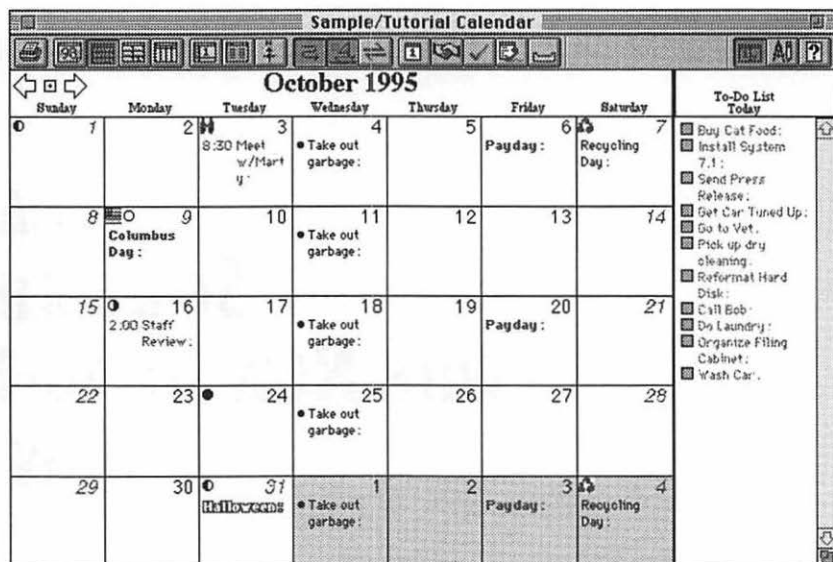 Sample/Tutorial Calendar
October 1995
Sunday Monday Tuesday Wednesday Thursday Friday Saturday
1 2 3 4 5 6 7
8:30 Meet
w/Mart
y:
• Take out
garbage:
Payday:
Recycling
Day:
8 9 10 11 12 13 14
Columbus
Day:
• Take out
garbage:
15 16 17 18 19 20 21
2:00 Staff
Review:
• Take out
garbage:
Payday:
22 23 24 25 26 27 28
• Take out
garbage:
29 30 31 1 2 3 4
Halloween:
• Take out
garbage:
Payday:
Recycling
Day:
To-Do List
Today
Buy Cat Food:
Install System
7.1:
Send Press
Release:
Get Car Tuned Up:
Go to Vet:
Pick up dry
cleaning:
Reformat Hard
Disk:
Call Bob:
Do Laundry:
Organize Filing
Cabinet:
Wash Car: